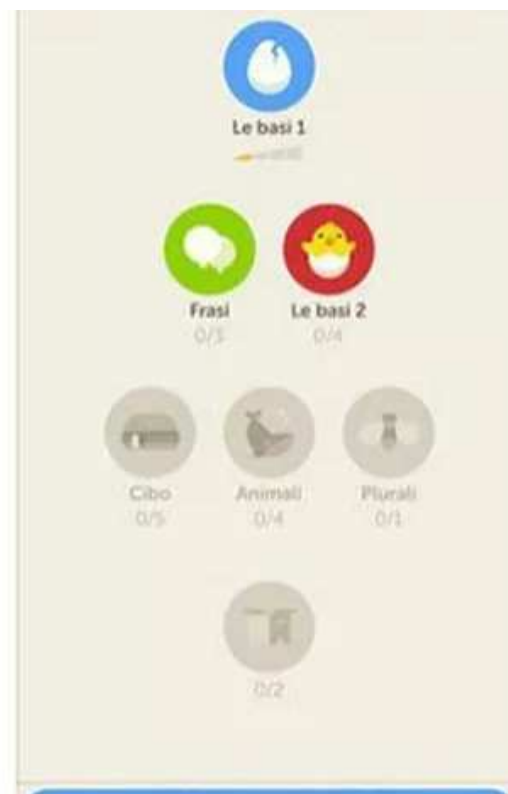 Le basi 1
Frasi Le basi 2
0/3 0/4
Cibo Animali Plurali
0/5 0/4 0/1
0/2